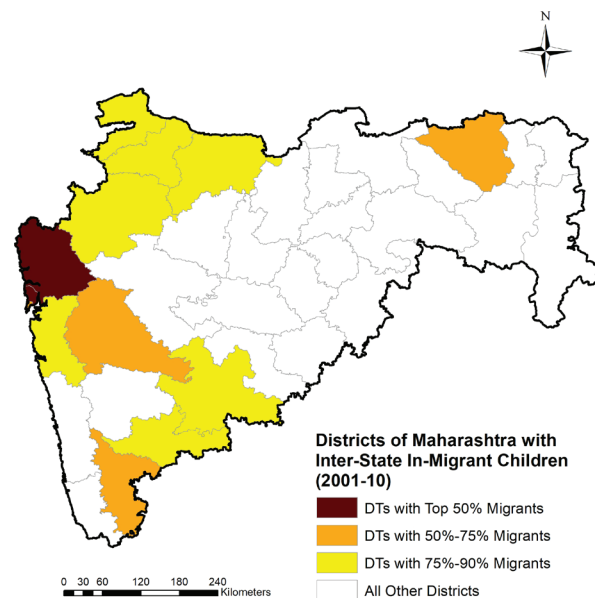 N
Districts of Maharashtra with
Inter-State In-Migrant Children
(2001-10)
DTs with Top 50% Migrants
DTs with 50%-75% Migrants
DTs with 75%-90% Migrants
All Other Districts
0 30 60 120 180 240
Kilometers